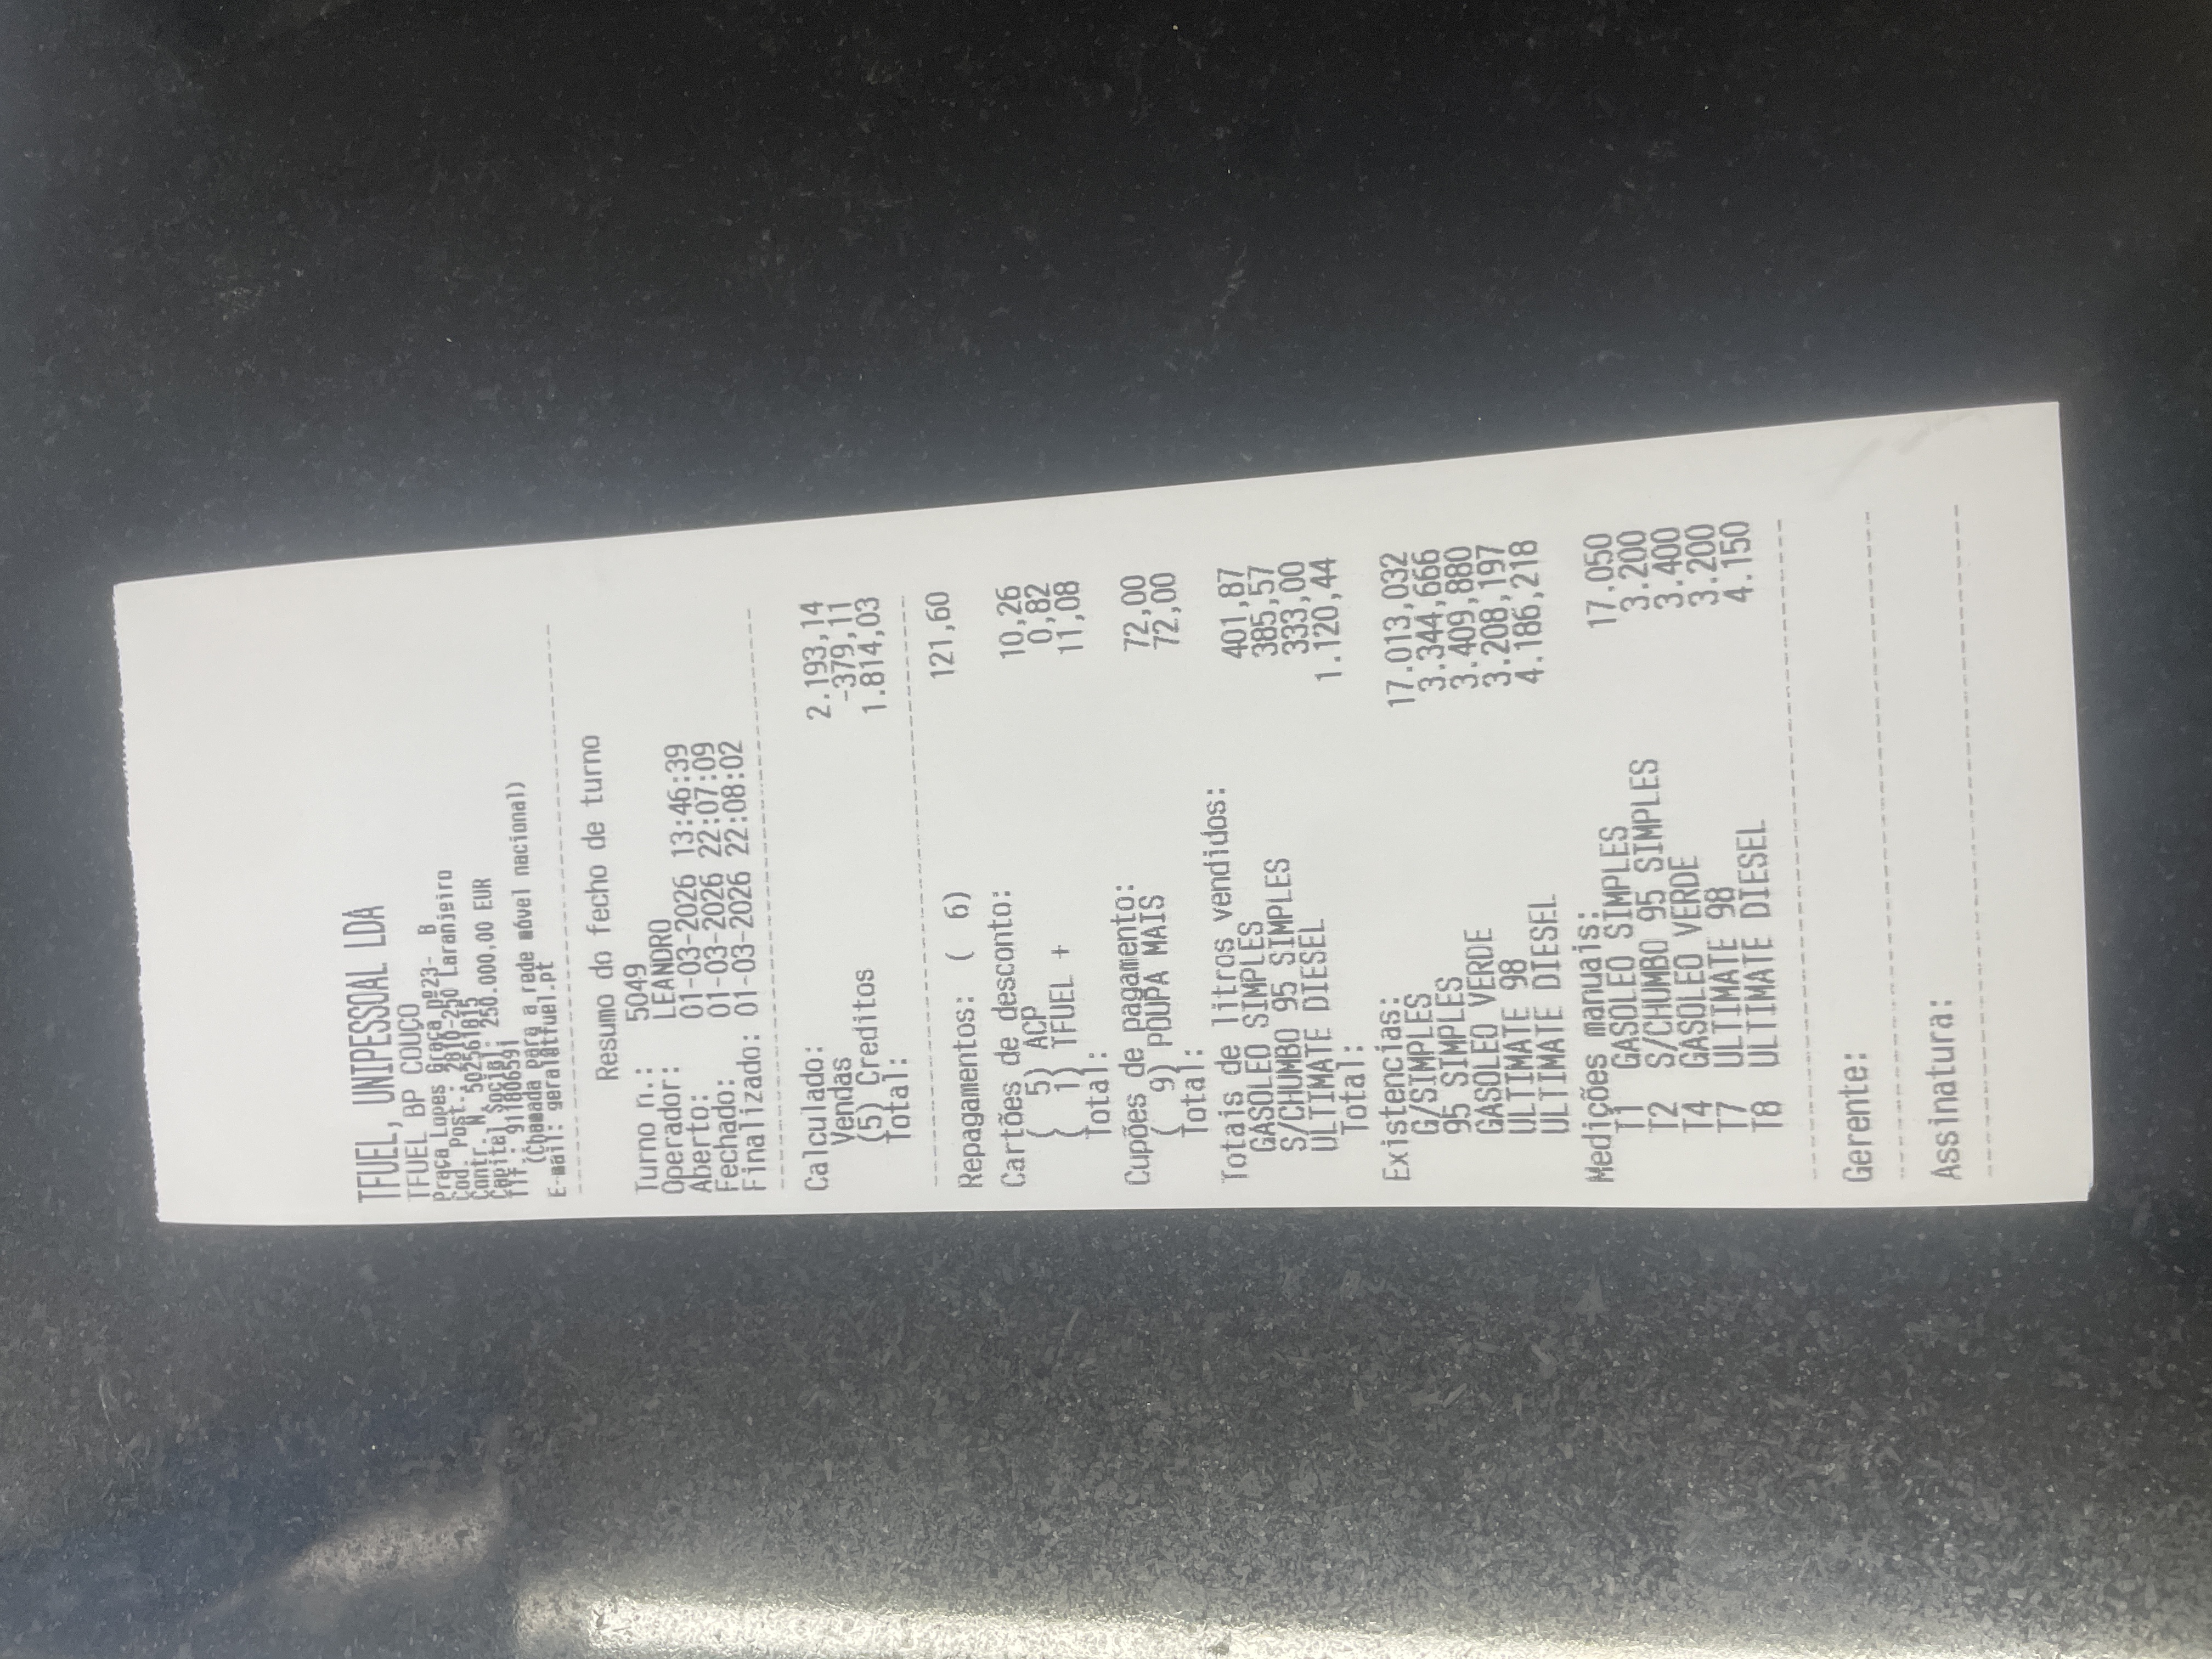 TFUEL, UNIPESSOAL LDA
TFUEL BP COUÇO
Praça Lopes Graça nº23- B
Cod. Post.: 2810-250 Laranjeiro
Contr. N. 502561815
Capitel Social: 250.000,00 EUR
Tlf.: 911806591
(Chamada para a rede móvel nacional)
E-mail: geral@tfuel.pt
Resumo do fecho de turno
Turno n.: 5049
Operador: LEANDRO
Aberto: 01-03-2026 13:46:39
Fechado: 01-03-2026 22:07:09
Finalizado: 01-03-2026 22:08:02
Calculado:
Vendas 2.193,14
(5) Creditos -379,11
Total: 1.814,03
Repagamentos: ( 6) 121,60
Cartões de desconto:
( 5) ACP 10,26
( 1) TFUEL + 0,82
Total: 11,08
Cupões de pagamento:
( 9) POUPA MAIS 72,00
Total: 72,00
Totais de litros vendidos:
GASOLEO SIMPLES 401,87
S/CHUMBO 95 SIMPLES 385,57
ULTIMATE DIESEL 333,00
Total: 1.120,44
Existencias:
G/SIMPLES 17.013,032
95 SIMPLES 3.344,666
GASOLEO VERDE 3.409,880
ULTIMATE 98 3.208,197
ULTIMATE DIESEL 4.186,218
Medições manuais:
T1 GASOLEO SIMPLES 17.050
T2 S/CHUMBO 95 SIMPLES 3.200
T4 GASOLEO VERDE 3.400
T7 ULTIMATE 98 3.200
T8 ULTIMATE DIESEL 4.150
Gerente:
Assinatura: